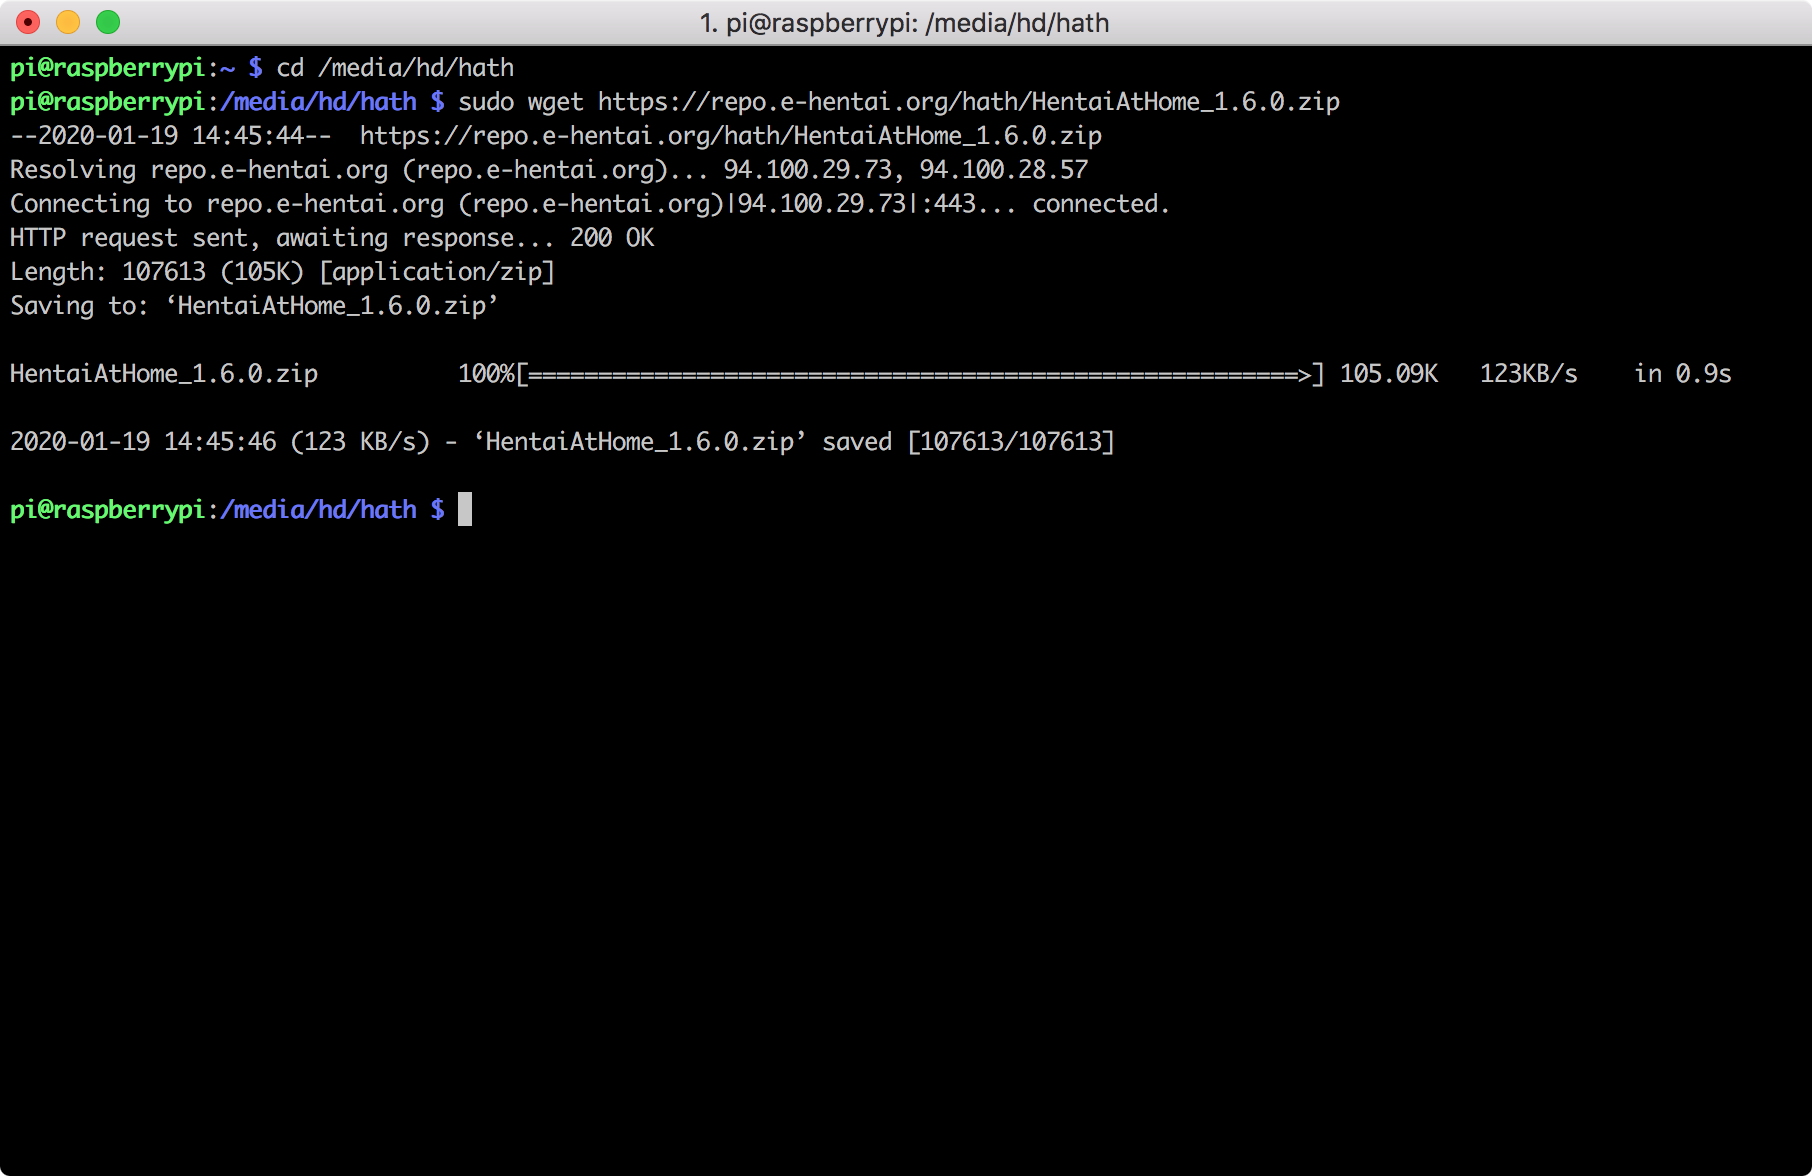 1. pi@raspberrypi: /media/hd/hath
pi@raspberrypi:~ $ cd /media/hd/hath
pi@raspberrypi:/media/hd/hath $ sudo wget https://repo.e-hentai.org/hath/HentaiAtHome_1.6.0.zip
--2020-01-19 14:45:44--  https://repo.e-hentai.org/hath/HentaiAtHome_1.6.0.zip
Resolving repo.e-hentai.org (repo.e-hentai.org)... 94.100.29.73, 94.100.28.57
Connecting to repo.e-hentai.org (repo.e-hentai.org)|94.100.29.73|:443... connected.
HTTP request sent, awaiting response... 200 OK
Length: 107613 (105K) [application/zip]
Saving to: ‘HentaiAtHome_1.6.0.zip’
HentaiAtHome_1.6.0.zip          100%[=======================================================>] 105.09K   123KB/s    in 0.9s
2020-01-19 14:45:46 (123 KB/s) - ‘HentaiAtHome_1.6.0.zip’ saved [107613/107613]
pi@raspberrypi:/media/hd/hath $